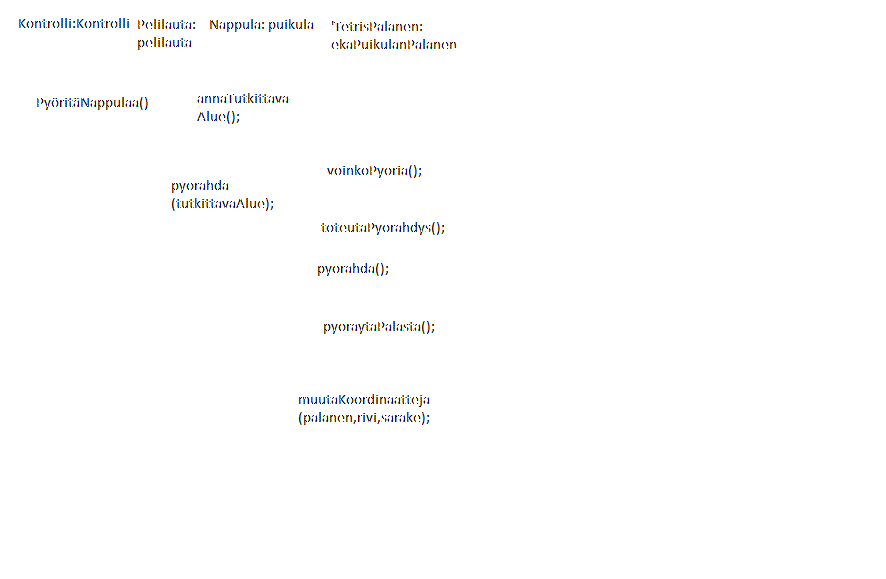 Kontrolli:Kontrolli
Pelilauta:
pelilauta
Nappula: puikula
'TetrisPalanen:
ekaPuikulanPalanen
PyöritäNappulaa()
annaTutkittava
Alue();
voinkoPyoria();
pyorahda
(tutkittavaAlue);
toteutaPyorahdys();
pyorahda();
pyoraytaPalasta();
muutaKoordinaatteja
(palanen,rivi,sarake);